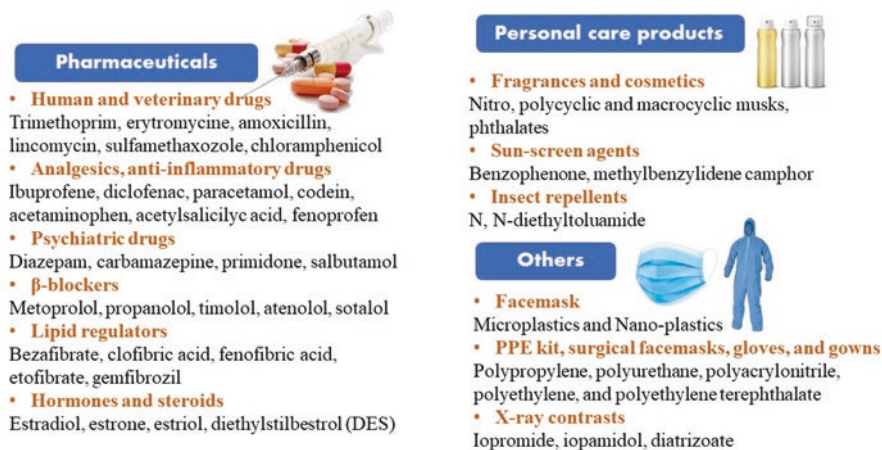 Pharmaceuticals
• Human and veterinary drugs
Trimethoprim, erytromycine, amoxicillin,
lincomycin, sulfamethaxozole, chloramphenicol
• Analgesics, anti-inflammatory drugs
Ibuprofene, diclofenac, paracetamol, codein,
acetaminophen, acetylsalicilyc acid, fenoprofen
• Psychiatric drugs
Diazepam, carbamazepine, primidone, salbutamol
• β-blockers
Metoprolol, propanolol, timolol, atenolol, sotalol
• Lipid regulators
Bezafibrate, clofibric acid, fenofibric acid,
etofibrate, gemfibrozil
• Hormones and steroids
Estradiol, estrone, estriol, diethylstilbestrol (DES)
Personal care products
• Fragrances and cosmetics
Nitro, polycyclic and macrocyclic musks,
phthalates
• Sun-screen agents
Benzophenone, methylbenzylidene camphor
• Insect repellents
N, N-diethyltoluamide
Others
• Facemask
Microplastics and Nano-plastics
• PPE kit, surgical facemasks, gloves, and gowns
Polypropylene, polyurethane, polyacrylonitrile,
polyethylene, and polyethylene terephthalate
• X-ray contrasts
Iopromide, iopamidol, diatrizoate